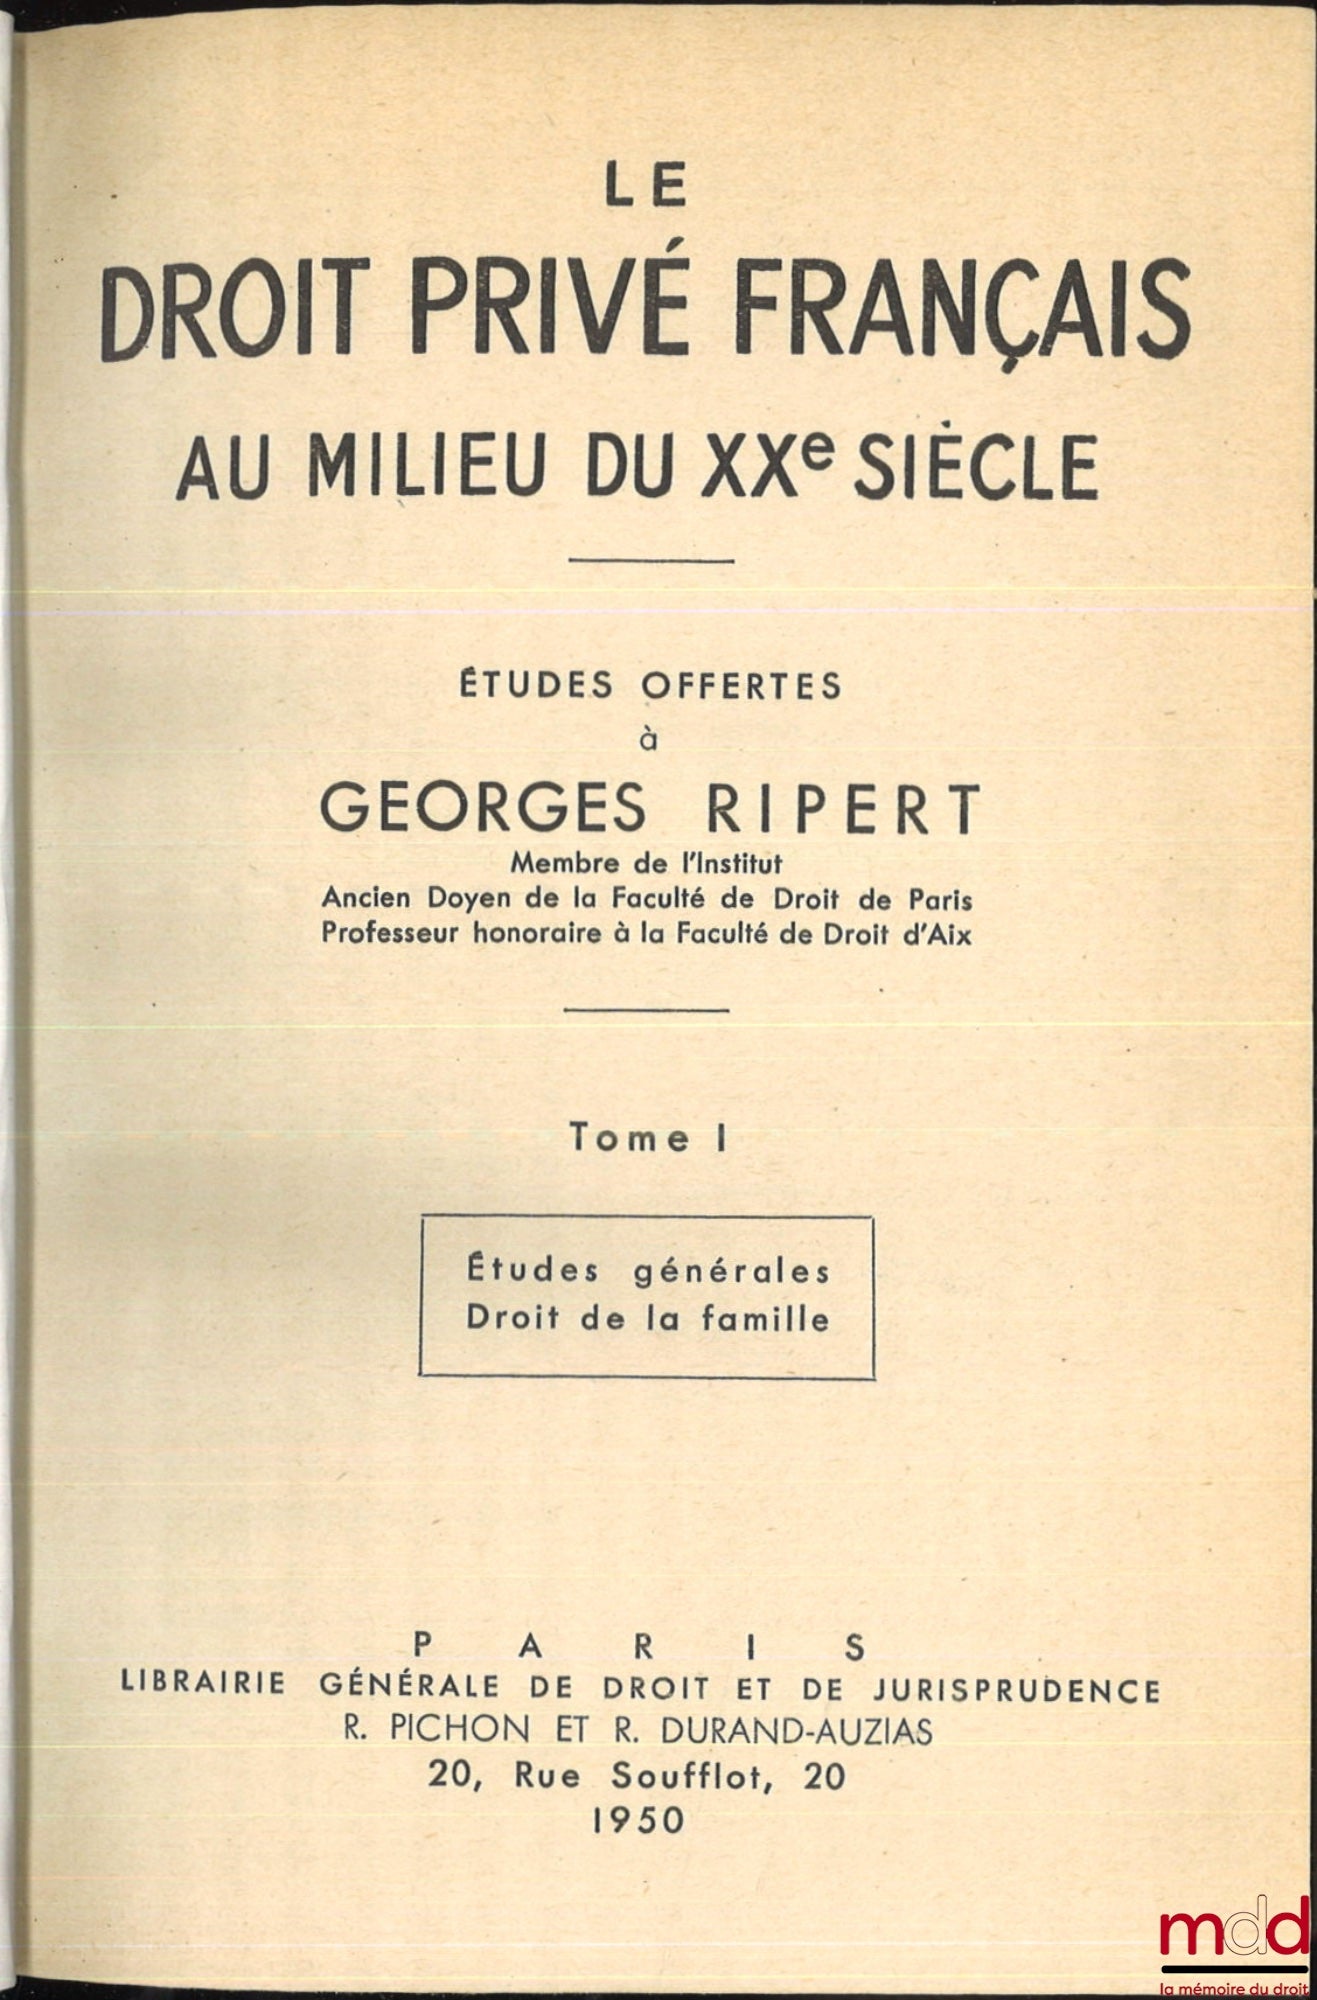 LE
DROIT PRIVÉ FRANÇAIS
AU MILIEU DU XXe SIÈCLE
ÉTUDES OFFERTES
à
GEORGES RIPERT
Membre de l'Institut
Ancien Doyen de la Faculté de Droit de Paris
Professeur honoraire à la Faculté de Droit d'Aix
Tome I
Études générales
Droit de la famille
PARIS
LIBRAIRIE GÉNÉRALE DE DROIT ET DE JURISPRUDENCE
R. PICHON ET R. DURAND-AUZIAS
20, Rue Soufflot, 20
1950
mdd
la mémoire du droit